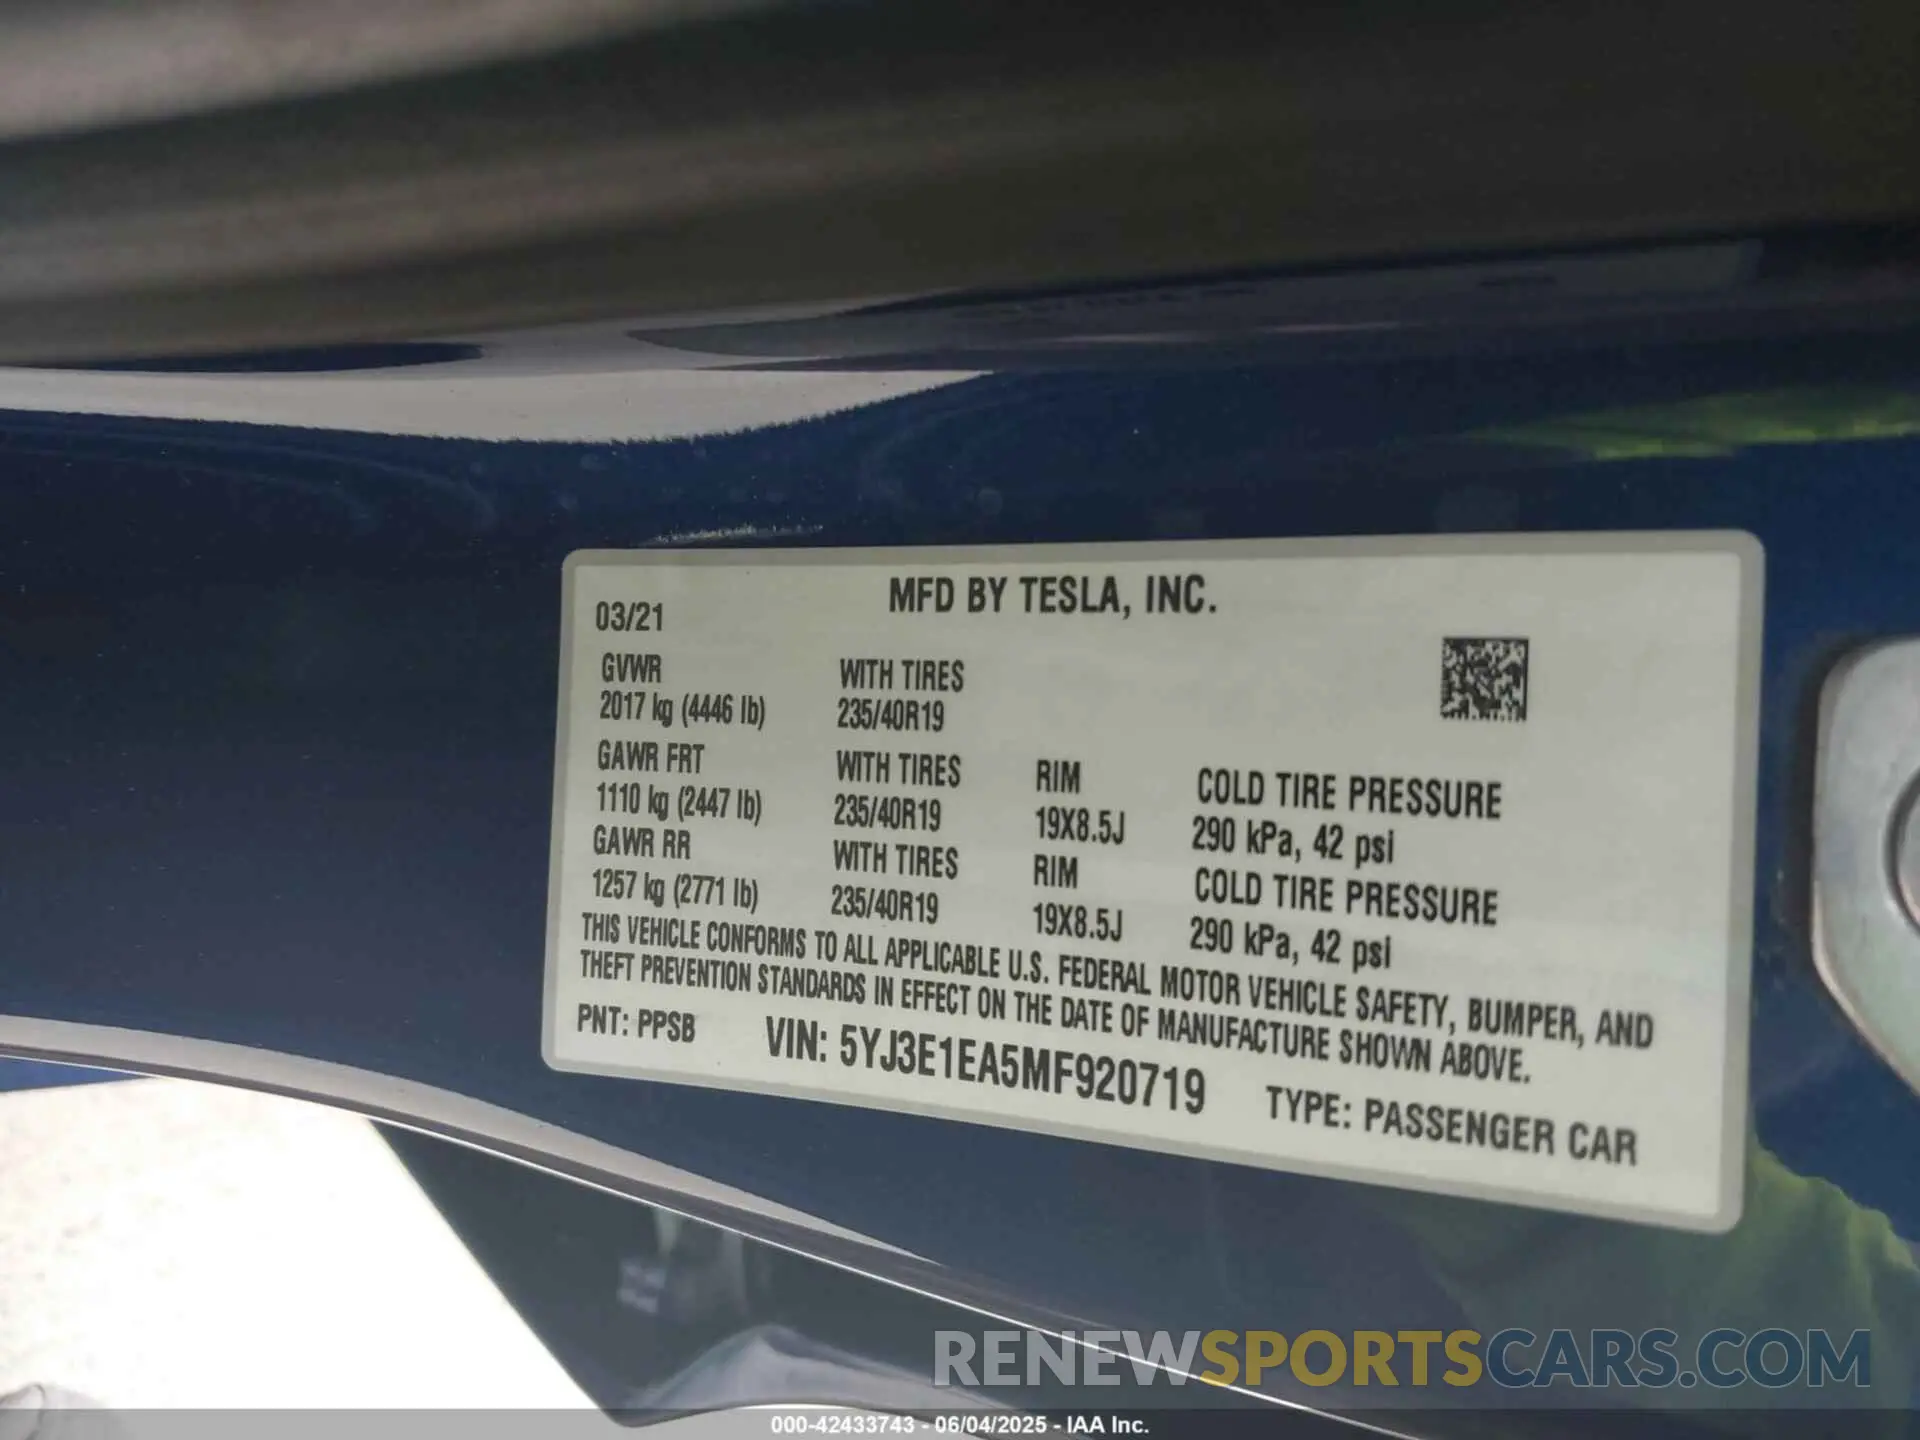 MFD BY TESLA, INC.
03/21
GVWR WITH TIRES
2017 kg (4446 lb) 235/40R19
GAWR FRT WITH TIRES RIM COLD TIRE PRESSURE
1110 kg (2447 lb) 235/40R19 19X8.5J 290 kPa, 42 psi
GAWR RR WITH TIRES RIM COLD TIRE PRESSURE
1257 kg (2771 lb) 235/40R19 19X8.5J 290 kPa, 42 psi
THIS VEHICLE CONFORMS TO ALL APPLICABLE U.S. FEDERAL MOTOR VEHICLE SAFETY, BUMPER, AND
THEFT PREVENTION STANDARDS IN EFFECT ON THE DATE OF MANUFACTURE SHOWN ABOVE.
PNT: PPSB VIN: 5YJ3E1EA5MF920719 TYPE: PASSENGER CAR
RENEWSPORTSCARS.COM
000-42433743 - 06/04/2025 - IAA Inc.